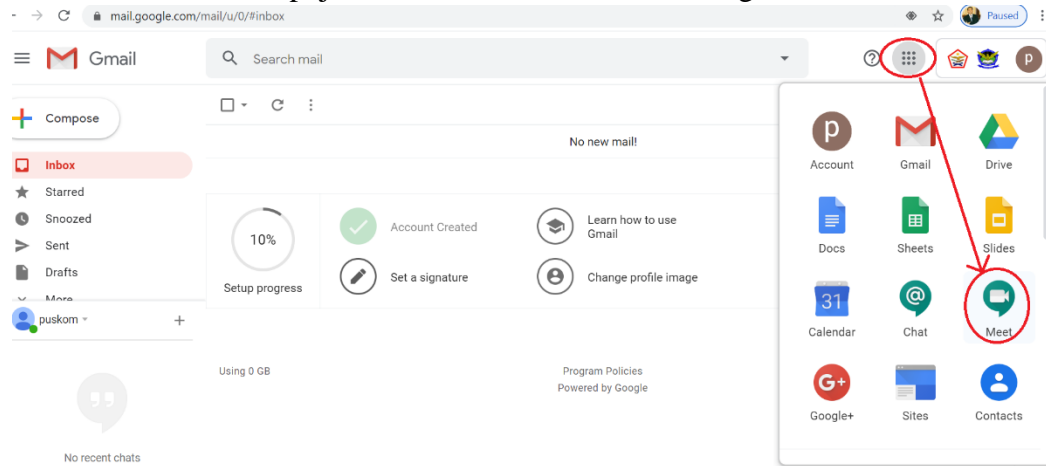 mail.google.com/mail/u/0/#inbox
Paused
Gmail
Search mail
p
Compose
No new mail!
Inbox
Starred
Snoozed
Sent
Drafts
More
puskom
10%
Setup progress
Account Created
Learn how to use
Gmail
Set a signature
Change profile image
Using 0 GB
Program Policies
Powered by Google
No recent chats
p
Account
Gmail
Drive
Docs
Sheets
Slides
31
Calendar
Chat
Meet
G+
Google+
Sites
Contacts